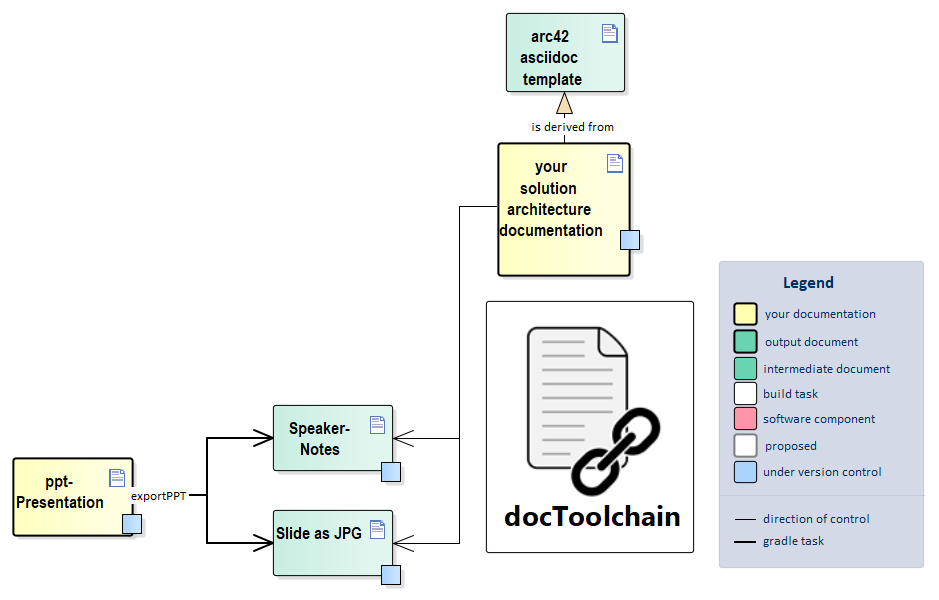 arc42
asciidoc
template
is derived from
your
solution
architecture
documentation
Speaker-
Notes
ppt-
Presentation
exportPPT
Slide as JPG
docToolchain
Legend
your documentation
output document
intermediate document
build task
software component
proposed
under version control
direction of control
gradle task